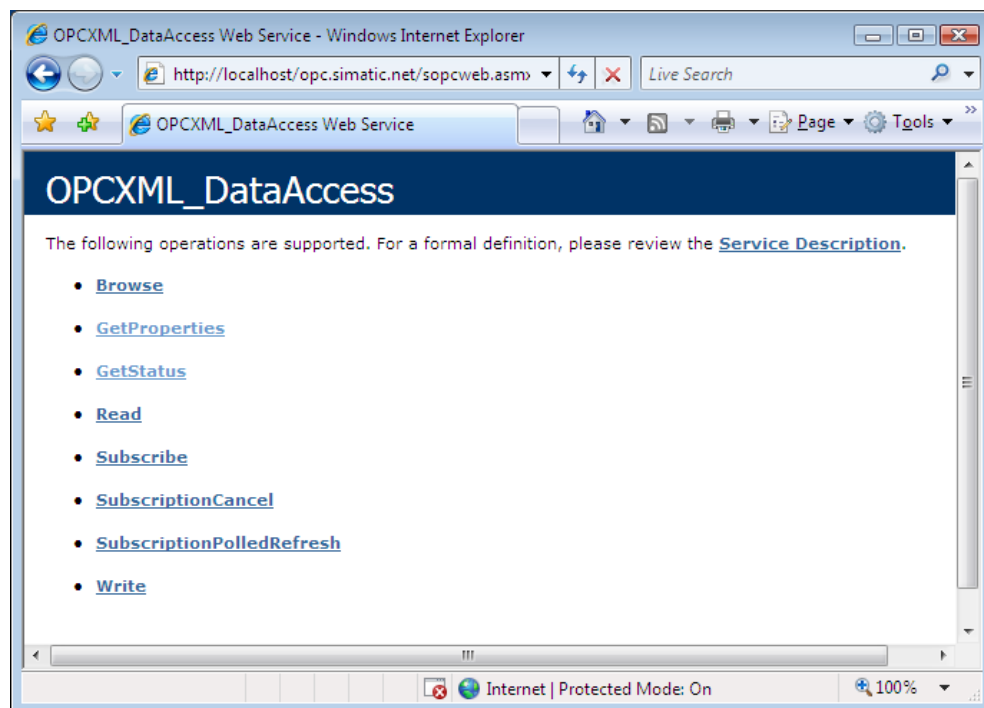 OPCXML_DataAccess Web Service - Windows Internet Explorer
http://localhost/opc.simatic.net/sopcweb.asmx
Live Search
OPCXML_DataAccess Web Service
Page
Tools
OPCXML_DataAccess
The following operations are supported. For a formal definition, please review the Service Description.
• Browse
• GetProperties
• GetStatus
• Read
• Subscribe
• SubscriptionCancel
• SubscriptionPolledRefresh
• Write
Internet | Protected Mode: On
100%